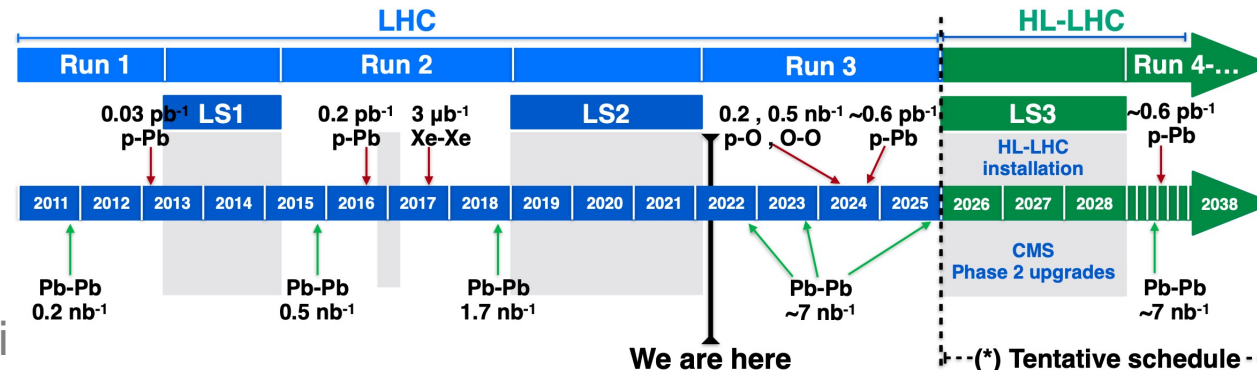 LHC HL-LHC
Run 1 Run 2 Run 3 Run 4-...
0.03 pb⁻¹ LS1 0.2 pb⁻¹ 3 µb⁻¹ LS2 0.2 , 0.5 nb⁻¹ ~0.6 pb⁻¹ LS3 ~0.6 pb⁻¹
p-Pb p-Pb Xe-Xe p-O , O-O p-Pb p-Pb
HL-LHC
installation
2011 2012 2013 2014 2015 2016 2017 2018 2019 2020 2021 2022 2023 2024 2025 2026 2027 2028 2038
CMS
Phase 2 upgrades
Pb-Pb Pb-Pb Pb-Pb Pb-Pb Pb-Pb
0.2 nb⁻¹ 0.5 nb⁻¹ 1.7 nb⁻¹ ~7 nb⁻¹ ~7 nb⁻¹
i
We are here (*) Tentative schedule